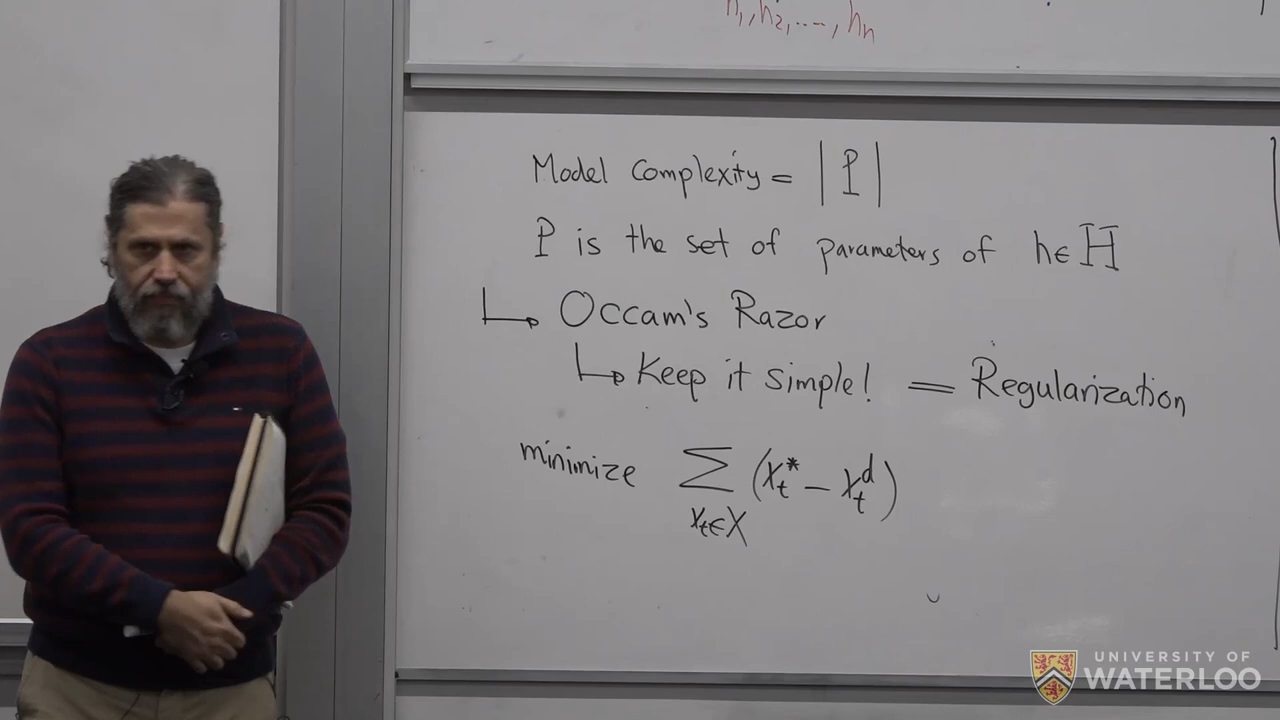 h₁, h₂, ..., hₙ
Model Complexity = |P|
P is the set of parameters of h ∈ H
↳ Occam's Razor
↳ Keep it simple! = Regularization
minimize Σ (xₜ* − xₜᵈ)
xₜ∈X
UNIVERSITY OF
WATERLOO